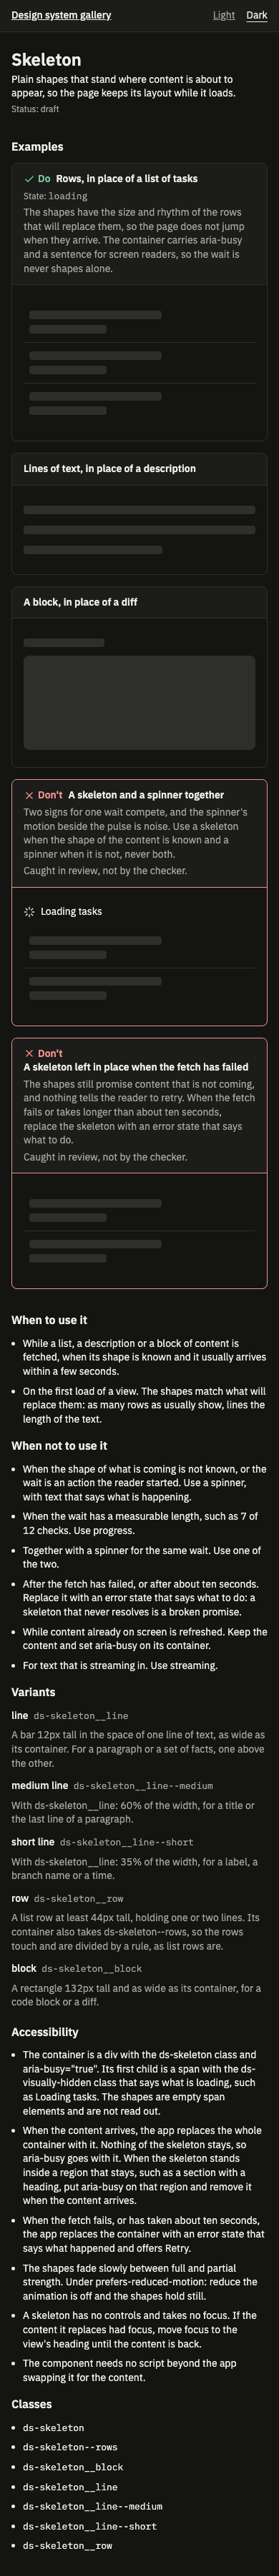 Design system gallery Light Dark
Skeleton
Plain shapes that stand where content is about to
appear, so the page keeps its layout while it loads.
Status: draft
Examples
Do Rows, in place of a list of tasks
State: loading
The shapes have the size and rhythm of the rows
that will replace them, so the page does not jump
when they arrive. The container carries aria-busy
and a sentence for screen readers, so the wait is
never shapes alone.
Lines of text, in place of a description
A block, in place of a diff
Don't A skeleton and a spinner together
Two signs for one wait compete, and the spinner's
motion beside the pulse is noise. Use a skeleton
when the shape of the content is known and a
spinner when it is not, never both.
Caught in review, not by the checker.
Loading tasks
Don't
A skeleton left in place when the fetch has failed
The shapes still promise content that is not coming,
and nothing tells the reader to retry. When the fetch
fails or takes longer than about ten seconds,
replace the skeleton with an error state that says
what to do.
Caught in review, not by the checker.
When to use it
While a list, a description or a block of content is
fetched, when its shape is known and it usually arrives
within a few seconds.
On the first load of a view. The shapes match what will
replace them: as many rows as usually show, lines the
length of the text.
When not to use it
When the shape of what is coming is not known, or the
wait is an action the reader started. Use a spinner,
with text that says what is happening.
When the wait has a measurable length, such as 7 of
12 checks. Use progress.
Together with a spinner for the same wait. Use one of
the two.
After the fetch has failed, or after about ten seconds.
Replace it with an error state that says what to do: a
skeleton that never resolves is a broken promise.
While content already on screen is refreshed. Keep the
content and set aria-busy on its container.
For text that is streaming in. Use streaming.
Variants
line ds-skeleton__line
A bar 12px tall in the space of one line of text, as wide as
its container. For a paragraph or a set of facts, one above
the other.
medium line ds-skeleton__line--medium
With ds-skeleton__line: 60% of the width, for a title or
the last line of a paragraph.
short line ds-skeleton__line--short
With ds-skeleton__line: 35% of the width, for a label, a
branch name or a time.
row ds-skeleton__row
A list row at least 44px tall, holding one or two lines. Its
container also takes ds-skeleton--rows, so the rows
touch and are divided by a rule, as list rows are.
block ds-skeleton__block
A rectangle 132px tall and as wide as its container, for a
code block or a diff.
Accessibility
The container is a div with the ds-skeleton class and
aria-busy="true". Its first child is a span with the ds-
visually-hidden class that says what is loading, such
as Loading tasks. The shapes are empty span
elements and are not read out.
When the content arrives, the app replaces the whole
container with it. Nothing of the skeleton stays, so
aria-busy goes with it. When the skeleton stands
inside a region that stays, such as a section with a
heading, put aria-busy on that region and remove it
when the content arrives.
When the fetch fails, or has taken about ten seconds,
the app replaces the container with an error state that
says what happened and offers Retry.
The shapes fade slowly between full and partial
strength. Under prefers-reduced-motion: reduce the
animation is off and the shapes hold still.
A skeleton has no controls and takes no focus. If the
content it replaces had focus, move focus to the
view's heading until the content is back.
The component needs no script beyond the app
swapping it for the content.
Classes
ds-skeleton
ds-skeleton--rows
ds-skeleton__block
ds-skeleton__line
ds-skeleton__line--medium
ds-skeleton__line--short
ds-skeleton__row